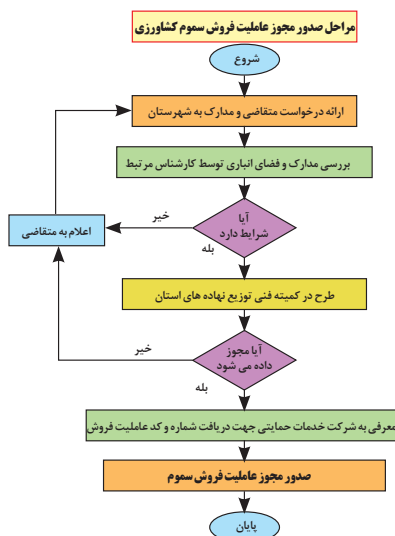 مراحل صدور مجوز عاملیت فروش سموم کشاورزی
شروع
ارائه درخواست متقاضی و مدارک به شهرستان
بررسی مدارک و فضای انباری توسط کارشناس مرتبط
آیا
شرایط دارد
خیر
اعلام به متقاضی
بله
طرح در کمیته فنی توزیع نهاده های استان
آیا مجوز
داده می شود
خیر
بله
معرفی به شرکت خدمات حمایتی جهت دریافت شماره و کد عاملیت فروش
صدور مجوز عاملیت فروش سموم
پایان